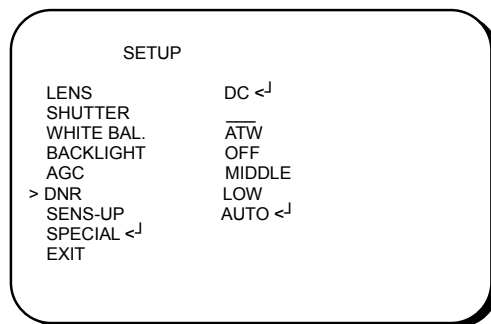 SETUP
LENS DC <┘
SHUTTER ___
WHITE BAL. ATW
BACKLIGHT OFF
AGC MIDDLE
> DNR LOW
SENS-UP AUTO <┘
SPECIAL <┘
EXIT